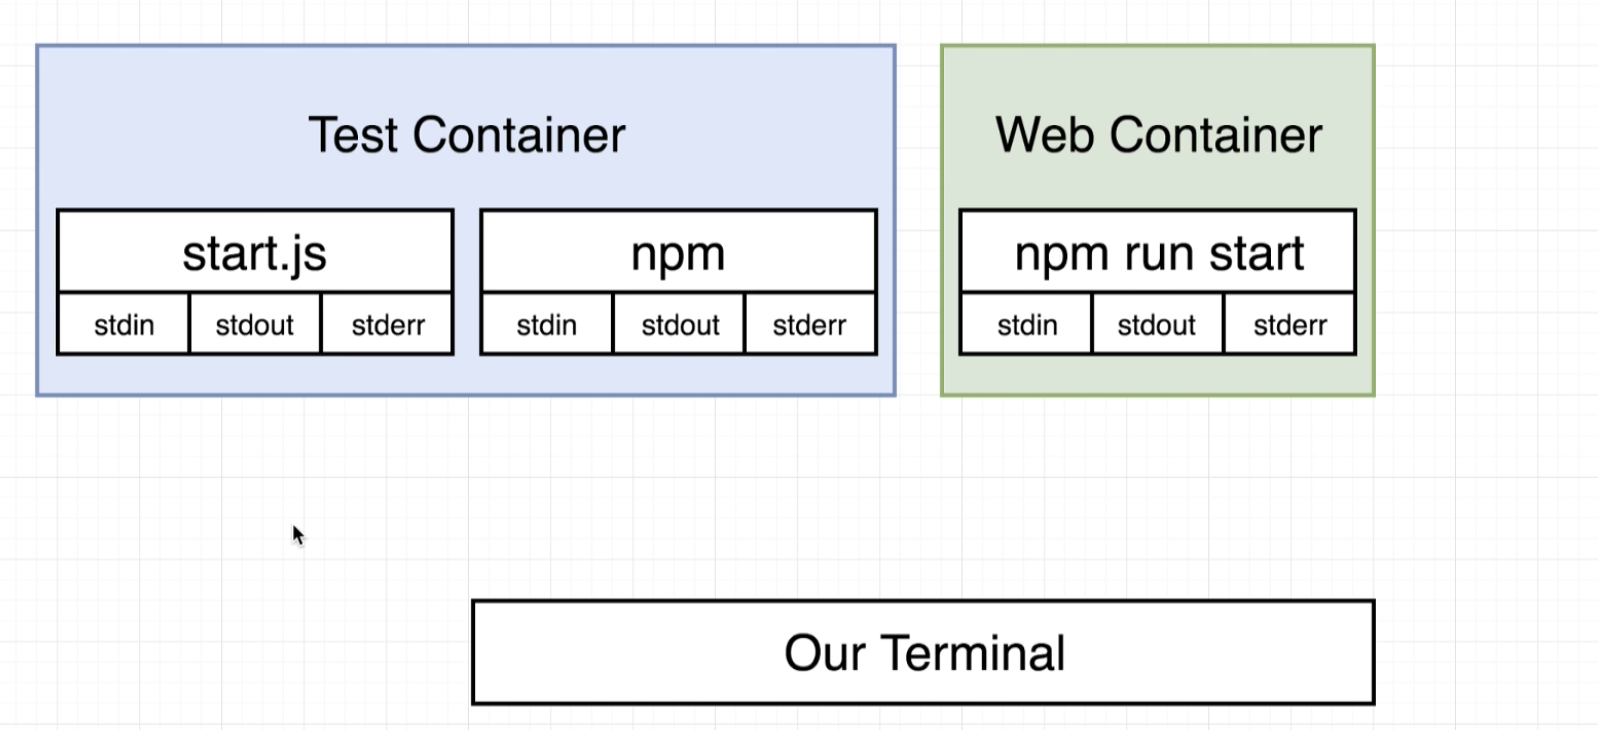 Test Container
Web Container
start.js
npm
npm run start
stdin stdout stderr
stdin stdout stderr
stdin stdout stderr
Our Terminal